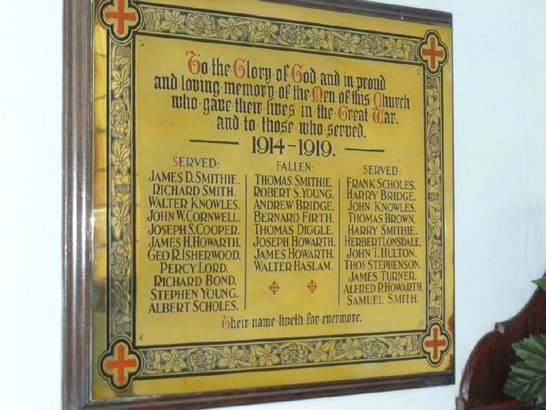 To the Glory of God and in proud
and loving memory of the Men of this Church
who gave their lives in the Great War.
and to those who served.
1914-1919.
SERVED:
JAMES D. SMITHIE.
RICHARD SMITH.
WALTER KNOWLES.
JOHN W. CORNWELL.
JOSEPH S. COOPER.
JAMES H. HOWARTH.
GEO R. ISHERWOOD.
PERCY LORD.
RICHARD BOND.
STEPHEN YOUNG.
ALBERT SCHOLES.
FALLEN:
THOMAS SMITHIE.
ROBERT S. YOUNG.
ANDREW BRIDGE.
BERNARD FIRTH.
THOMAS DIGGLE.
JOSEPH HOWARTH.
JAMES HOWARTH.
WALTER HASLAM.
SERVED:
FRANK SCHOLES.
HARRY BRIDGE.
JOHN KNOWLES.
THOMAS BROWN.
HARRY SMITHIE.
HERBERT LONSDALE.
JOHN T. HULTON.
THOS STEPHENSON.
JAMES TURNER.
ALFRED P. HOWARTH
SAMUEL SMITH.
Their name liveth for evermore.